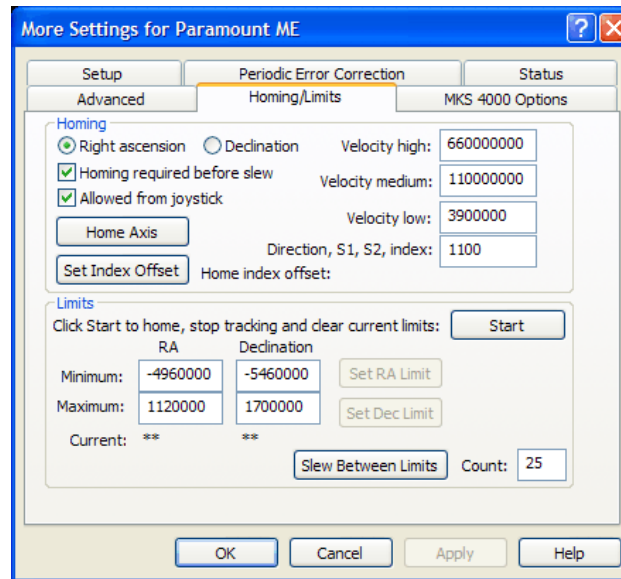 More Settings for Paramount ME
Setup Periodic Error Correction Status
Advanced Homing/Limits MKS 4000 Options
Homing
Right ascension Declination Velocity high: 660000000
Homing required before slew
Velocity medium: 110000000
Allowed from joystick
Velocity low: 3900000
Home Axis
Direction, S1, S2, index: 1100
Set Index Offset Home index offset:
Limits
Click Start to home, stop tracking and clear current limits: Start
RA Declination
Minimum: -4960000 -5460000 Set RA Limit
Maximum: 1120000 1700000 Set Dec Limit
Current: ** **
Slew Between Limits Count: 25
OK Cancel Apply Help